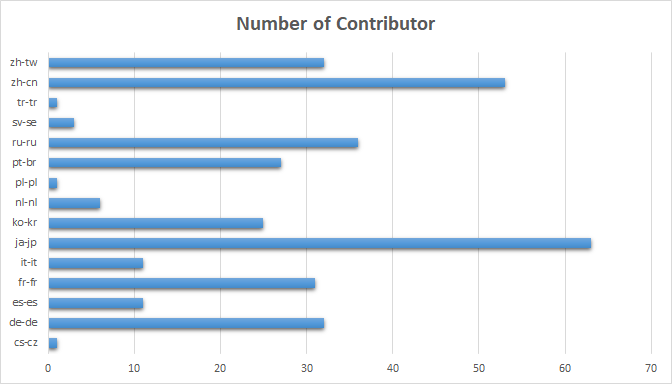 Number of Contributor
zh-tw
zh-cn
tr-tr
sv-se
ru-ru
pt-br
pl-pl
nl-nl
ko-kr
ja-jp
it-it
fr-fr
es-es
de-de
cs-cz
0 10 20 30 40 50 60 70